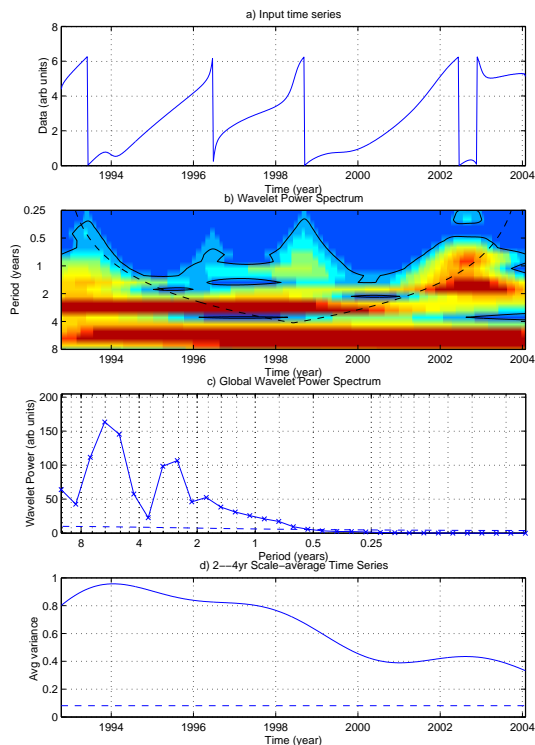 a) Input time series
8
6
4
2
0
Data (arb units)
1994 1996 1998 2000 2002 2004
Time (year)
b) Wavelet Power Spectrum
0.25
0.5
1
2
4
8
Period (years)
1994 1996 1998 2000 2002 2004
Time (year)
c) Global Wavelet Power Spectrum
200
150
100
50
0
Wavelet Power (arb units)
8 4 2 1 0.5 0.25
Period (years)
d) 2−−4yr Scale−average Time Series
1
0.8
0.6
0.4
0.2
0
Avg variance
1994 1996 1998 2000 2002 2004
Time (year)